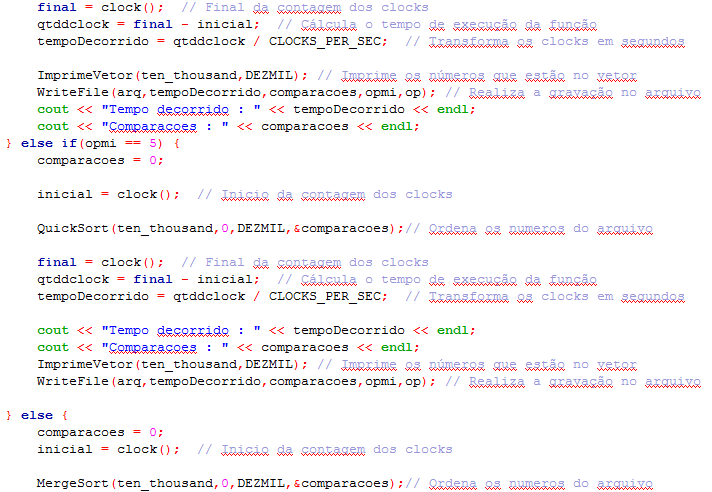 final = clock();  // Final da contagem dos clocks
qtddclock = final - inicial;  // Cálcula o tempo de execução da função
tempoDecorrido = qtddclock / CLOCKS_PER_SEC;  // Transforma os clocks em segundos
ImprimeVetor(ten_thousand,DEZMIL); // Imprime os números que estão no vetor
WriteFile(arq,tempoDecorrido,comparacoes,opmi,op); // Realiza a gravação no arquivo
cout << "Tempo decorrido : " << tempoDecorrido << endl;
cout << "Comparacoes : " << comparacoes << endl;
} else if(opmi == 5) {
comparacoes = 0;
inicial = clock();  // Inicio da contagem dos clocks
QuickSort(ten_thousand,0,DEZMIL,&comparacoes);// Ordena os numeros do arquivo
final = clock();  // Final da contagem dos clocks
qtddclock = final - inicial;  // Cálcula o tempo de execução da função
tempoDecorrido = qtddclock / CLOCKS_PER_SEC;  // Transforma os clocks em segundos
cout << "Tempo decorrido : " << tempoDecorrido << endl;
cout << "Comparacoes : " << comparacoes << endl;
ImprimeVetor(ten_thousand,DEZMIL); // Imprime os números que estão no vetor
WriteFile(arq,tempoDecorrido,comparacoes,opmi,op); // Realiza a gravação no arquivo
} else {
comparacoes = 0;
inicial = clock();  // Inicio da contagem dos clocks
MergeSort(ten_thousand,0,DEZMIL,&comparacoes);// Ordena os numeros do arquivo